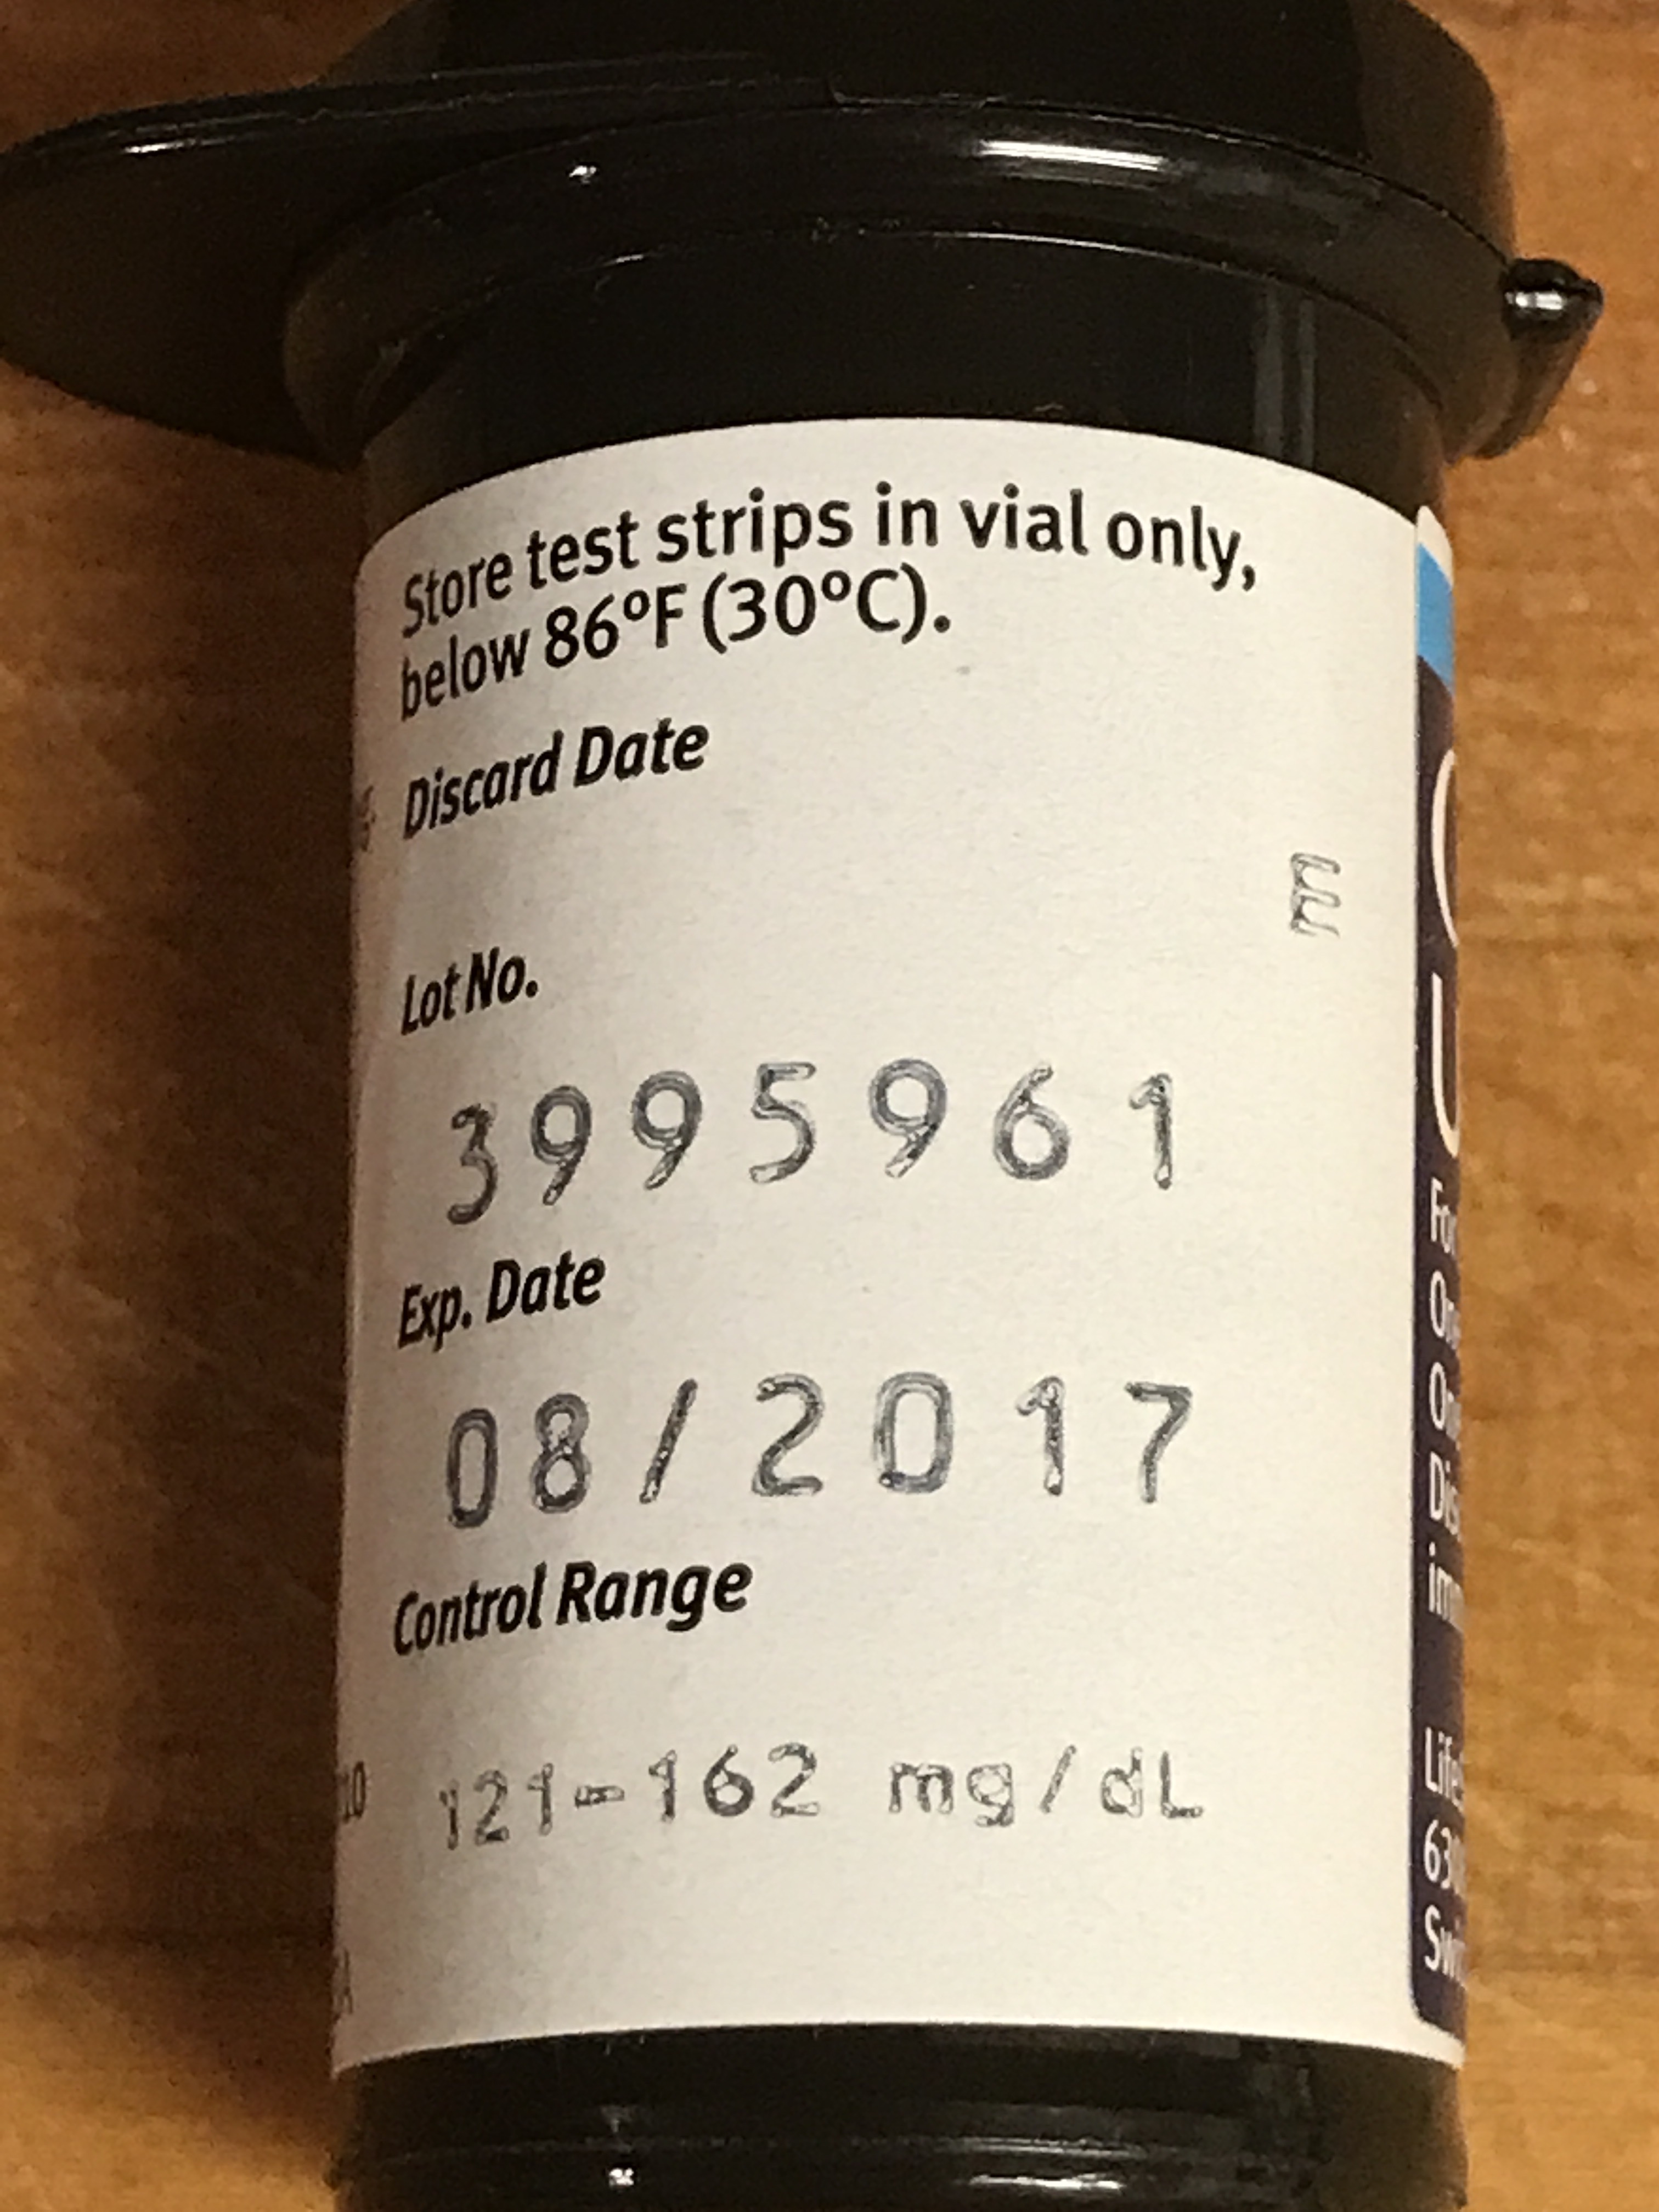 Store test strips in vial only,
below 86°F (30°C).
Discard Date
m
Lot No.
3995961
Exp. Date
08/2017
Control Range
121-162 mg/dL